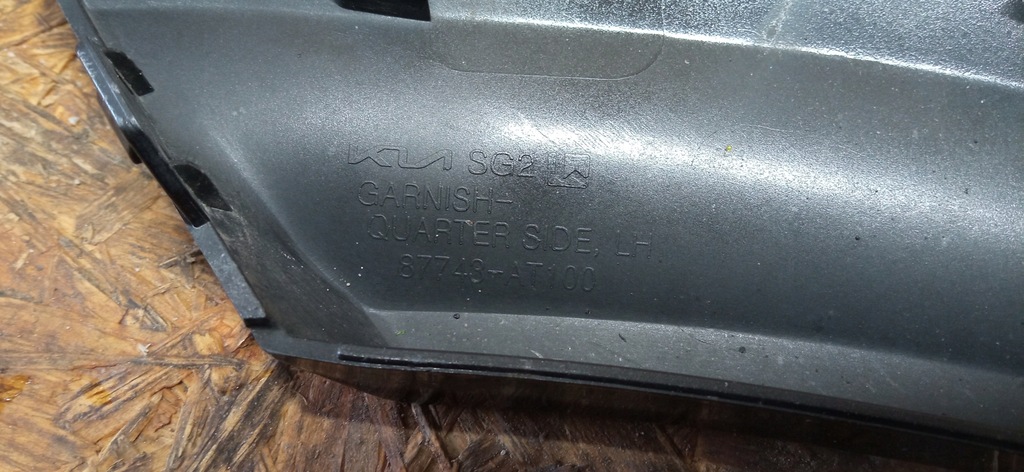 KIA SG2
GARNISH-
QUARTER SIDE, LH
87743-AT100